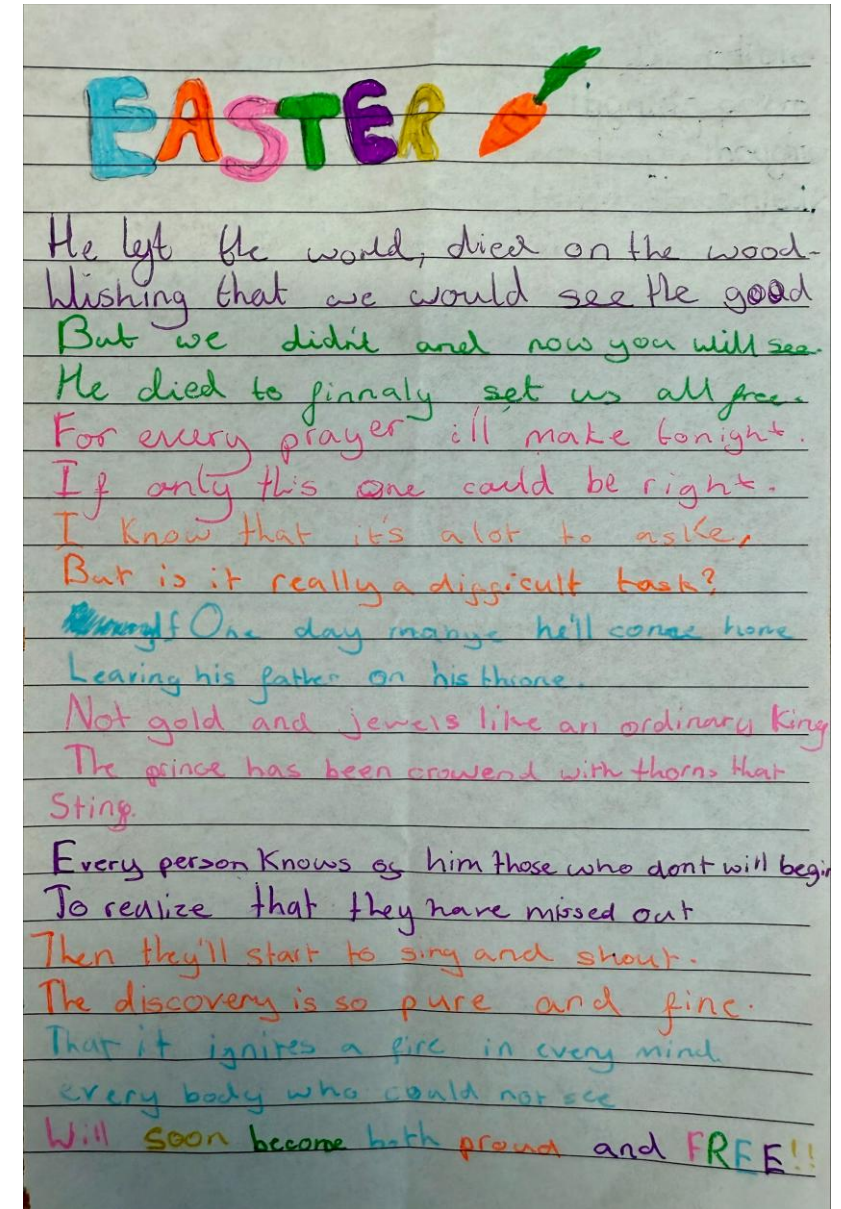 EASTER
He left the world, died on the wood-
Wishing that we would see the good
But we didn't and now you will see.
He died to finnaly set us all free.
For every prayer i'll make tonight.
If only this one could be right.
I know that it's alot to aske,
But is it really a difficult task?
One day mabye he'll come home
Leaving his father on his throne.
Not gold and jewels like an ordinary King
The prince has been crowend with thorns that
Sting.
Every person Knows of him those who dont will begin
To realize that they have missed out
Then they'll start to sing and shout.
The discovery is so pure and fine.
That it ignites a fire in every mind.
every body who could not see
Will soon become both proud and FREE!!